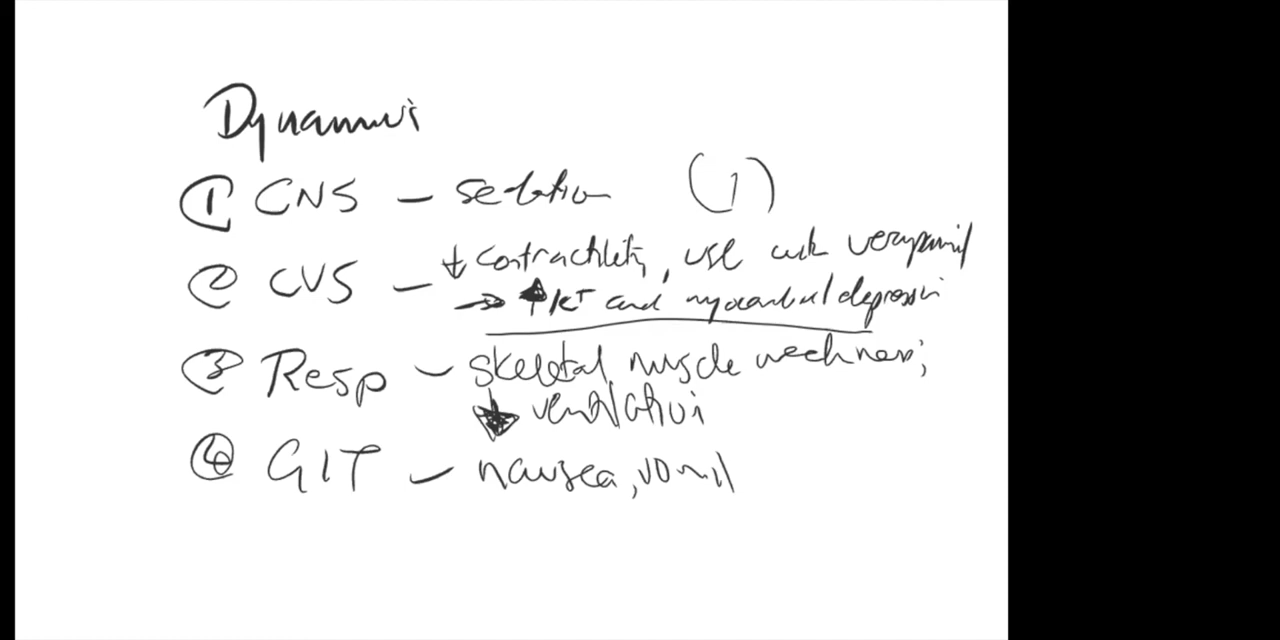 Dynamics
① CNS – sedation (1)
② CVS – ↓ contractility, use with verapamil
→ ↑K+ and myocardial depression
③ Resp – skeletal muscle weakness;
↓ ventilation
④ GIT – nausea, vomit